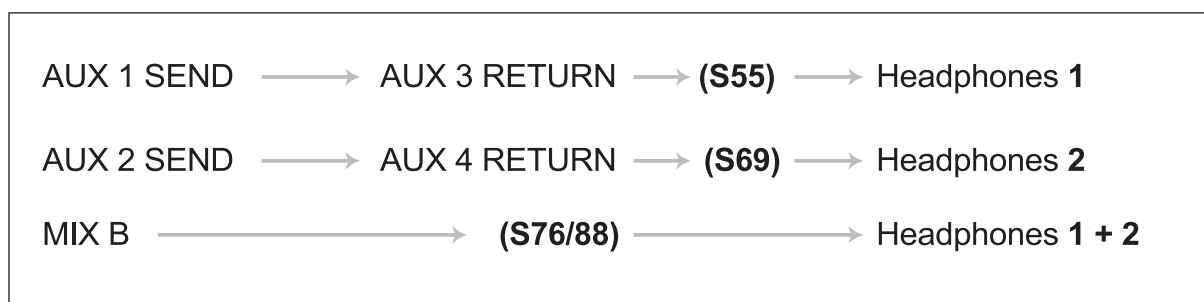 AUX 1 SEND AUX 3 RETURN (S55) Headphones 1
AUX 2 SEND AUX 4 RETURN (S69) Headphones 2
MIX B (S76/88) Headphones 1 + 2